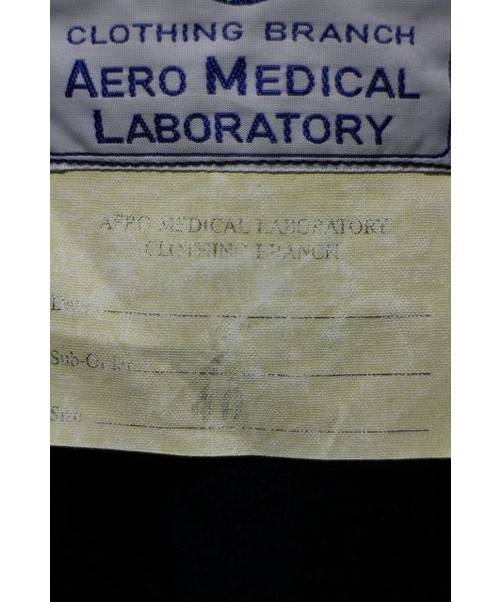 CLOTHING BRANCH
AERO MEDICAL
LABORATORY
AERO MEDICAL LABORATORY
CLOTHING BRANCH
Date
Sub-Order
Size